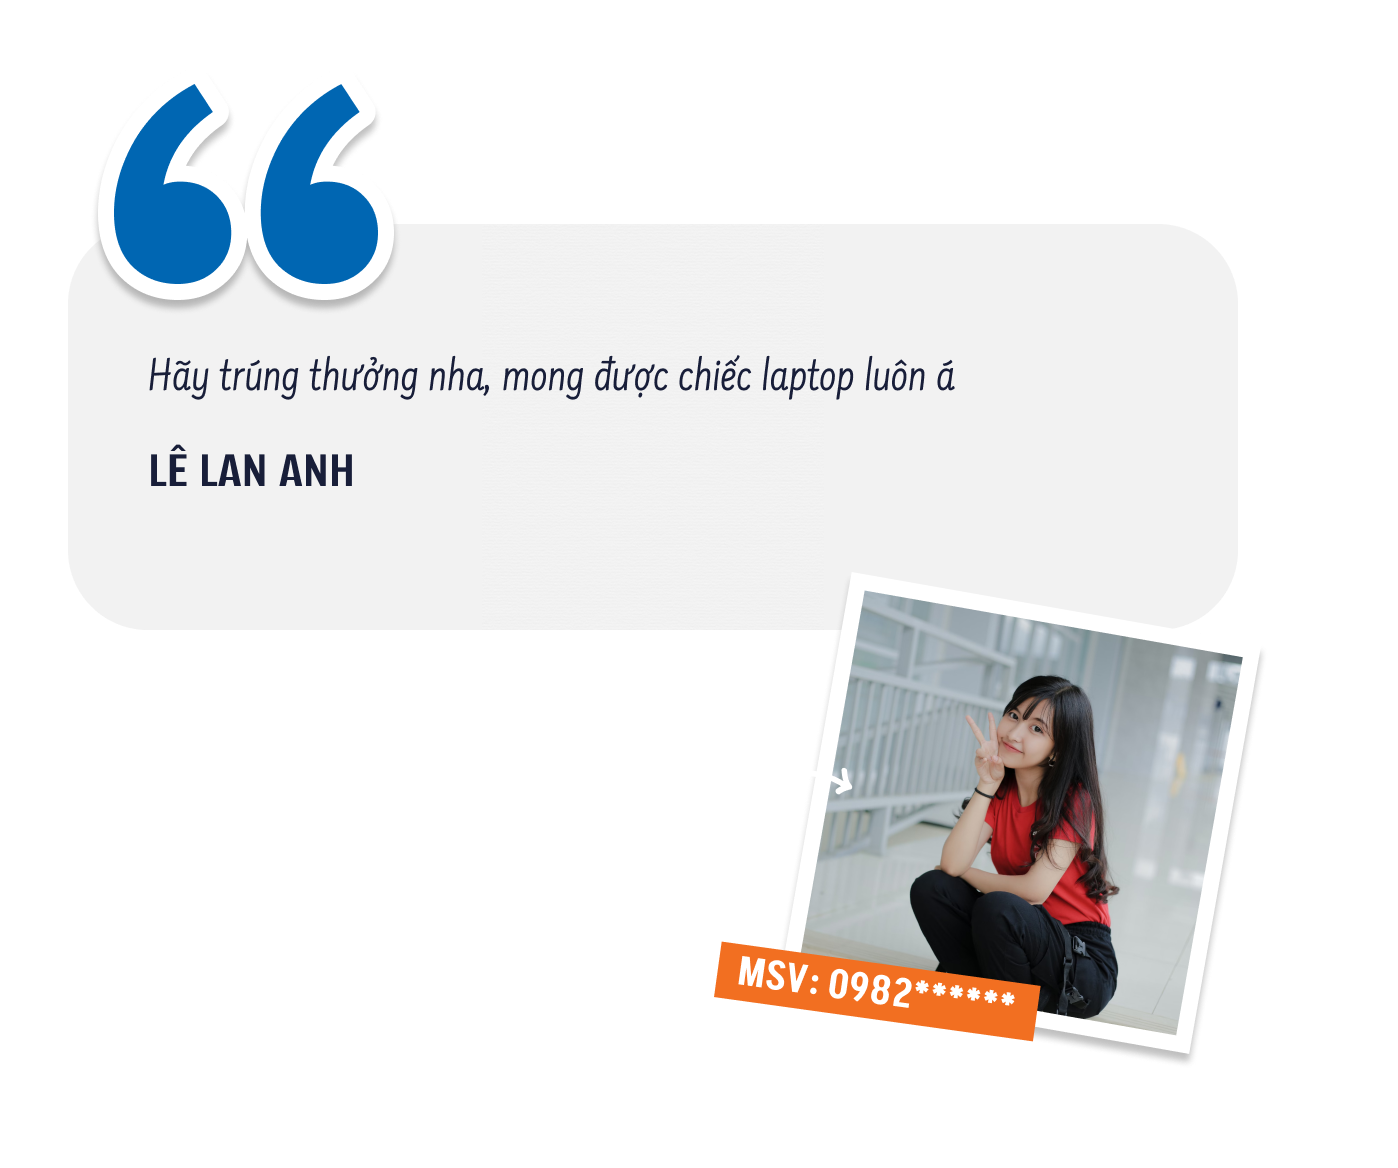 Hãy trúng thưởng nha, mong được chiếc laptop luôn á
LÊ LAN ANH
MSV: 0982******